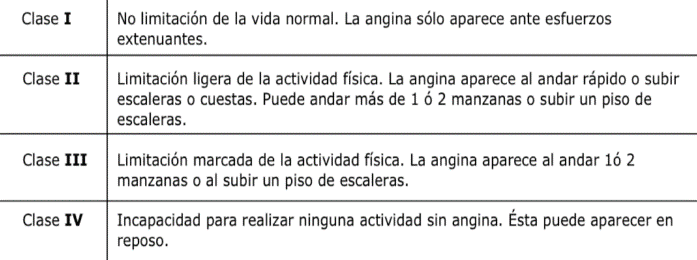 Clase I No limitación de la vida normal. La angina sólo aparece ante esfuerzos
extenuantes.
Clase II Limitación ligera de la actividad física. La angina aparece al andar rápido o subir
escaleras o cuestas. Puede andar más de 1 ó 2 manzanas o subir un piso de
escaleras.
Clase III Limitación marcada de la actividad física. La angina aparece al andar 1ó 2
manzanas o al subir un piso de escaleras.
Clase IV Incapacidad para realizar ninguna actividad sin angina. Ésta puede aparecer en
reposo.